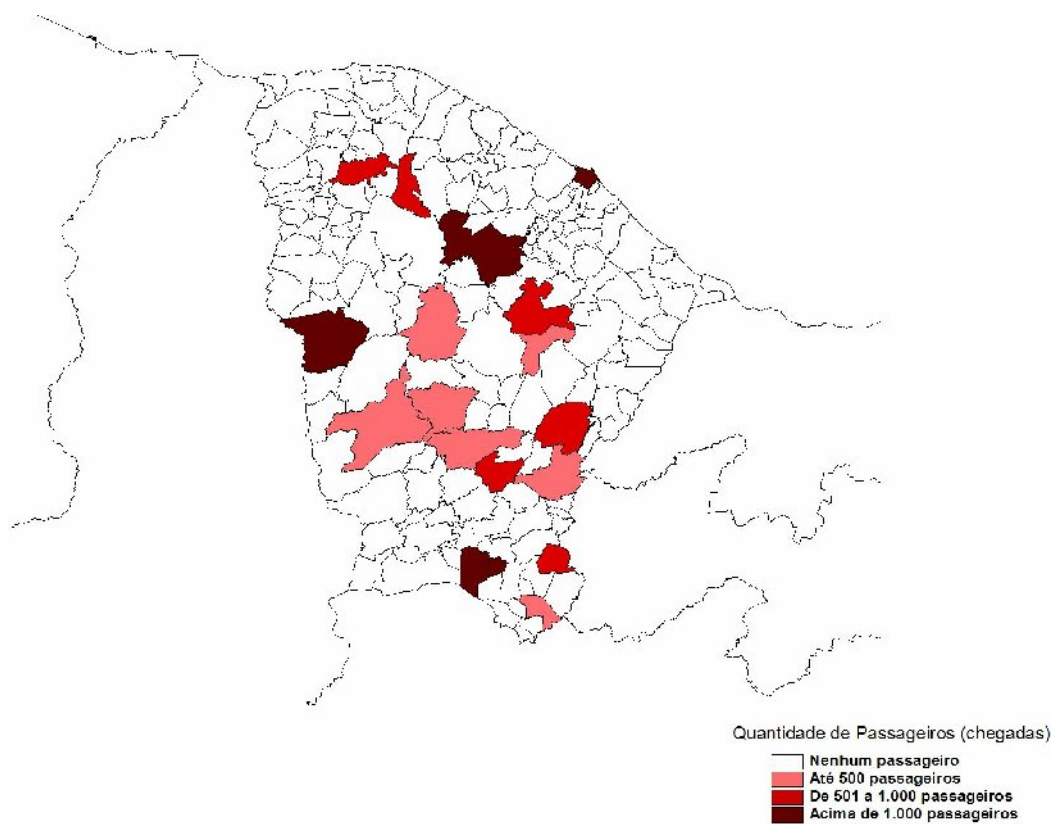 Quantidade de Passageiros (chegadas)
Nenhum passageiro
Até 500 passageiros
De 501 a 1.000 passageiros
Acima de 1.000 passageiros